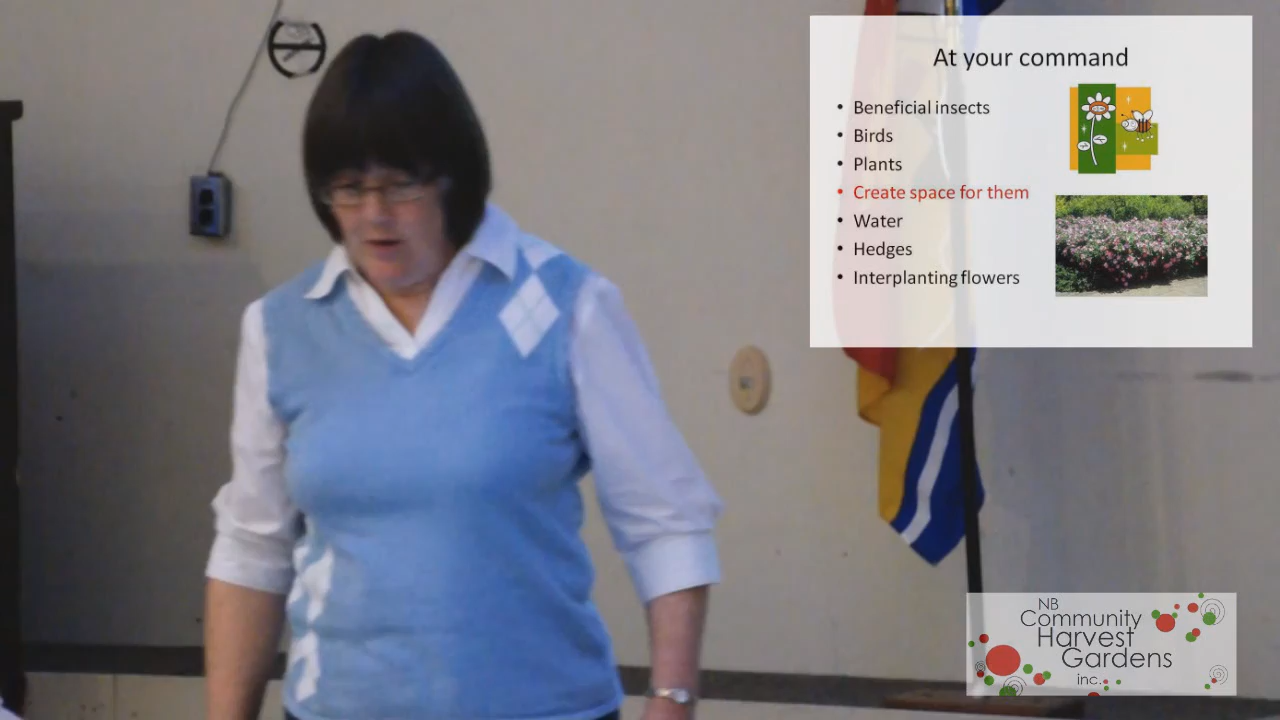 At your command
• Beneficial insects
• Birds
• Plants
• Create space for them
• Water
• Hedges
• Interplanting flowers
NB
Community
Harvest
Gardens
inc.